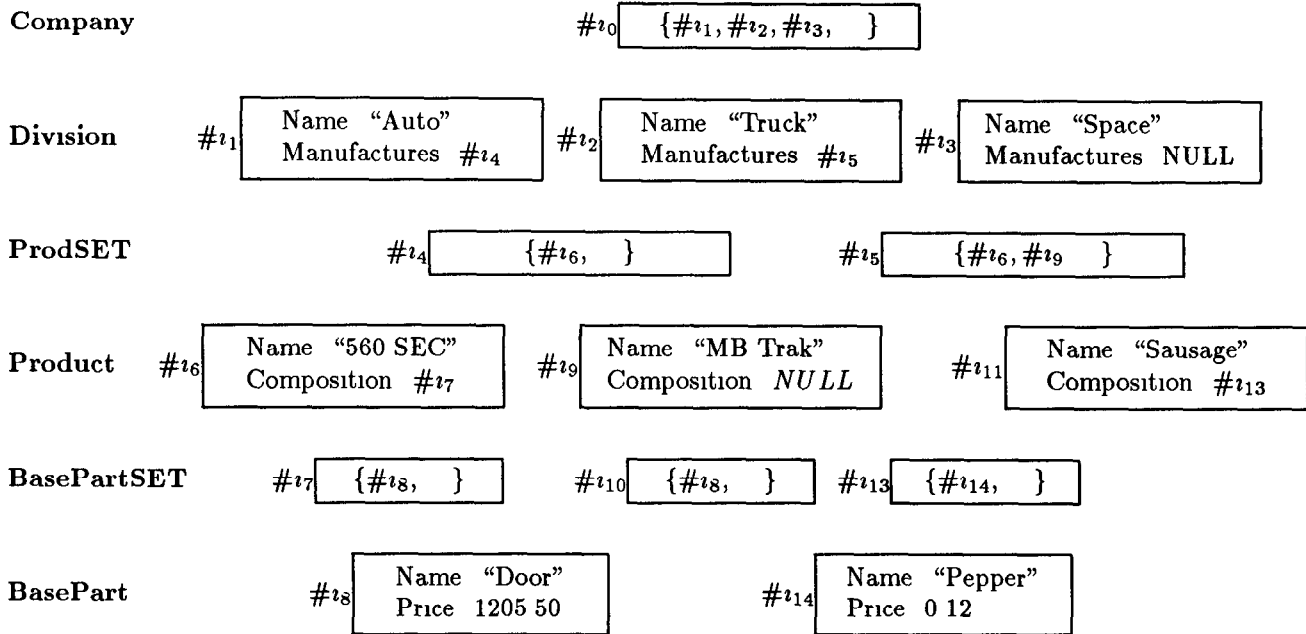 Company #i₀ {#i₁, #i₂, #i₃, }
Name “Auto” Name “Truck” Name “Space”
Division #i₁ #i₂ #i₃
Manufactures #i₄ Manufactures #i₅ Manufactures NULL
ProdSET #i₄ {#i₆, } #i₅ {#i₆, #i₉ }
Name “560 SEC” Name “MB Trak” Name “Sausage”
Product #i₆ #i₉ #i₁₁
Composition #i₇ Composition NULL Composition #i₁₃
BasePartSET #i₇ {#i₈, } #i₁₀ {#i₈, } #i₁₃ {#i₁₄, }
Name “Door” Name “Pepper”
BasePart #i₈ #i₁₄
Price 1205 50 Price 0 12